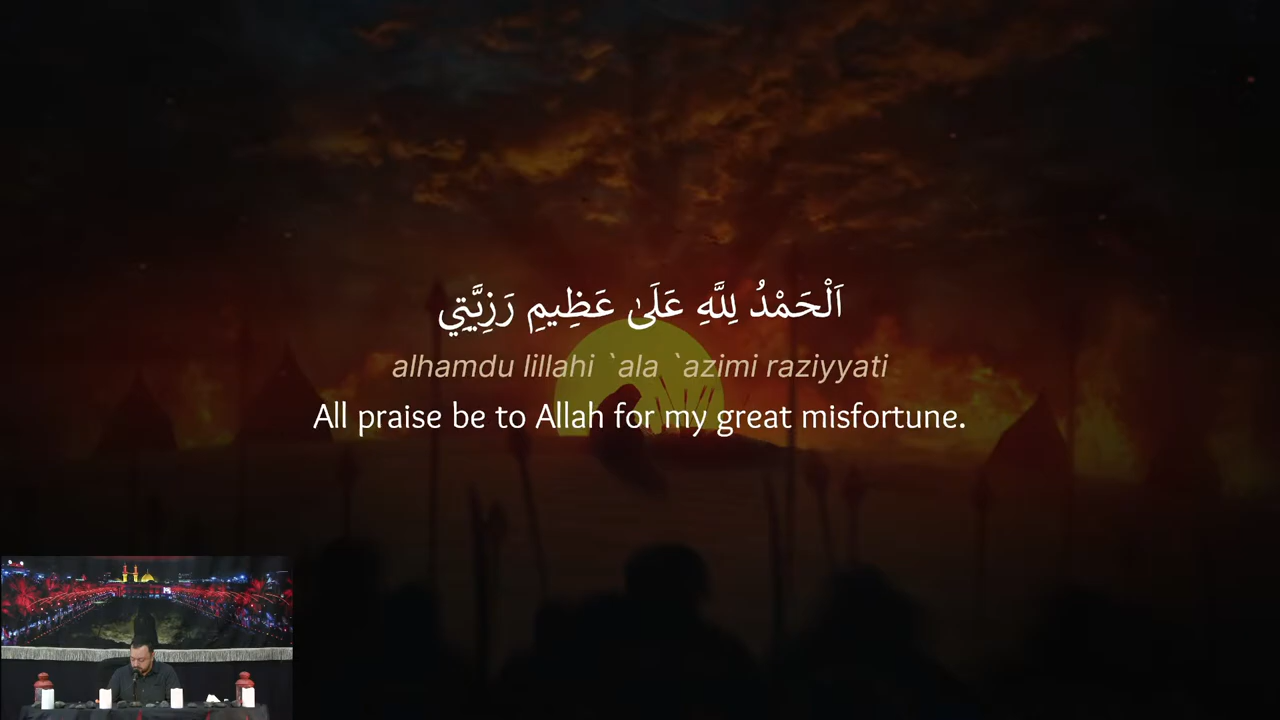 اَلْحَمْدُ لِلَّهِ عَلَىٰ عَظِيمِ رَزِيَّتِي
alhamdu lillahi `ala `azimi raziyyati
All praise be to Allah for my great misfortune.